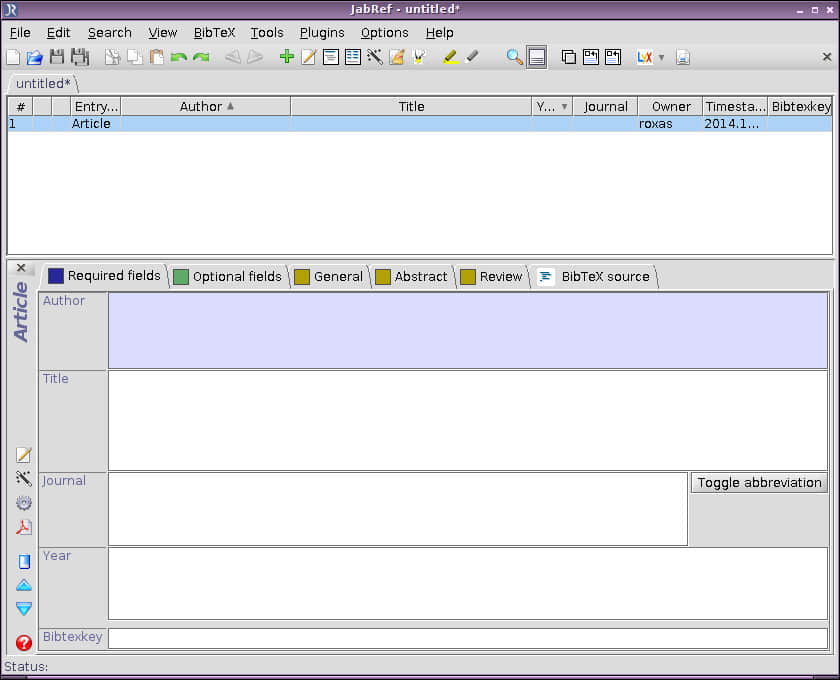 JabRef - untitled*
File Edit Search View BibTeX Tools Plugins Options Help
untitled*
# Entry... Author Title Y... Journal Owner Timesta... Bibtexkey
1 Article roxas 2014.1...
Required fields Optional fields General Abstract Review BibTeX source
Article
Author
Title
Journal Toggle abbreviation
Year
Bibtexkey
Status: